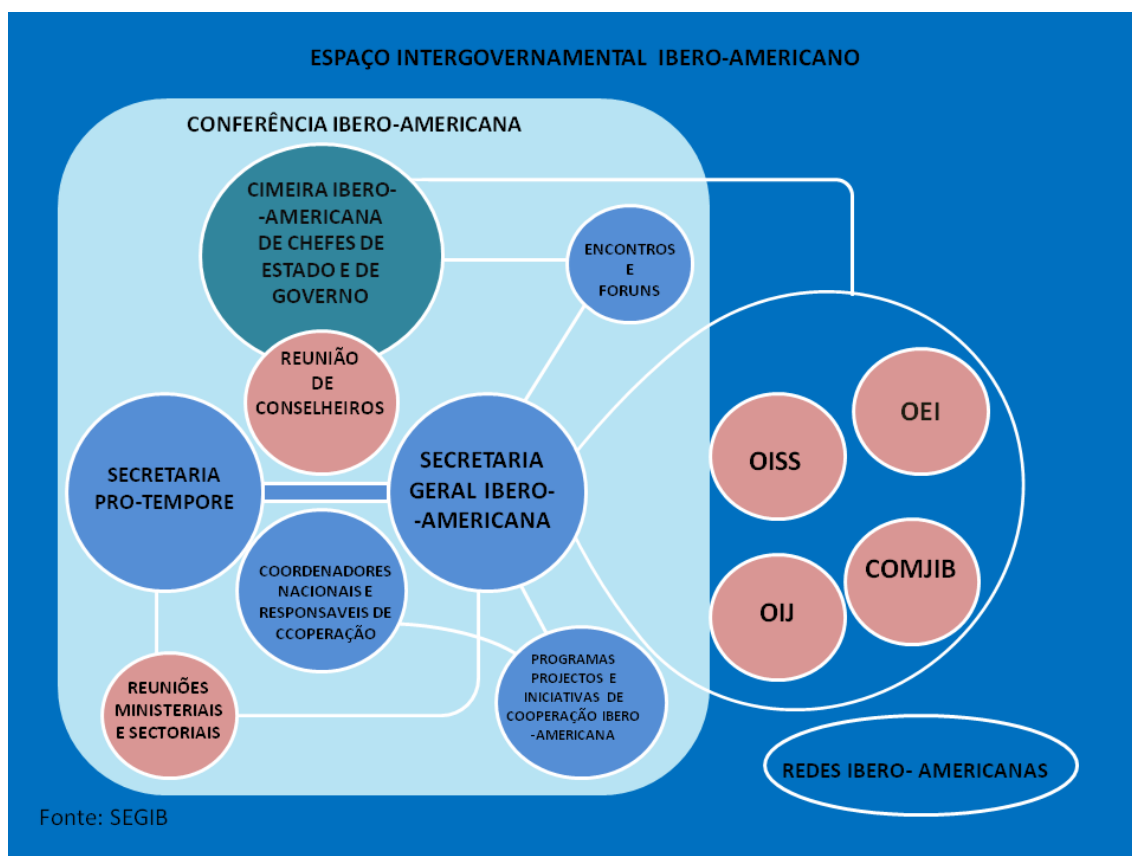 ESPAÇO INTERGOVERNAMENTAL IBERO-AMERICANO
CONFERÊNCIA IBERO-AMERICANA
CIMEIRA IBERO-
-AMERICANA
DE CHEFES DE
ESTADO E DE
GOVERNO
ENCONTROS
E
FORUNS
REUNIÃO
DE
CONSELHEIROS
SECRETARIA
PRO-TEMPORE
SECRETARIA
GERAL IBERO-
-AMERICANA
COORDENADORES
NACIONAIS E
RESPONSAVEIS DE
CCOPERAÇÃO
REUNIÕES
MINISTERIAIS
E SECTORIAIS
PROGRAMAS
PROJECTOS E
INICIATIVAS DE
COOPERAÇÃO IBERO
-AMERICANA
OEI
OISS
COMJIB
OIJ
REDES IBERO- AMERICANAS
Fonte: SEGIB